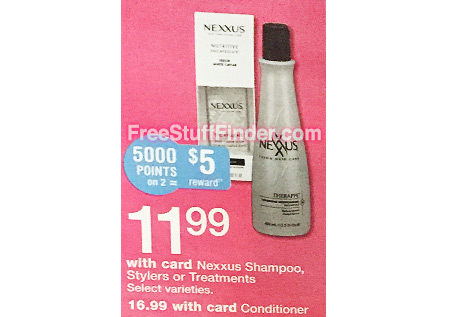 NEXXUS
NEXXUS
NEXXUS
THERAPPE
FreeStuffFinder.com
5000
POINTS
on 2 =
$5
reward
11 99
with card Nexxus Shampoo,
Stylers or Treatments
Select varieties.
16.99 with card Conditioner